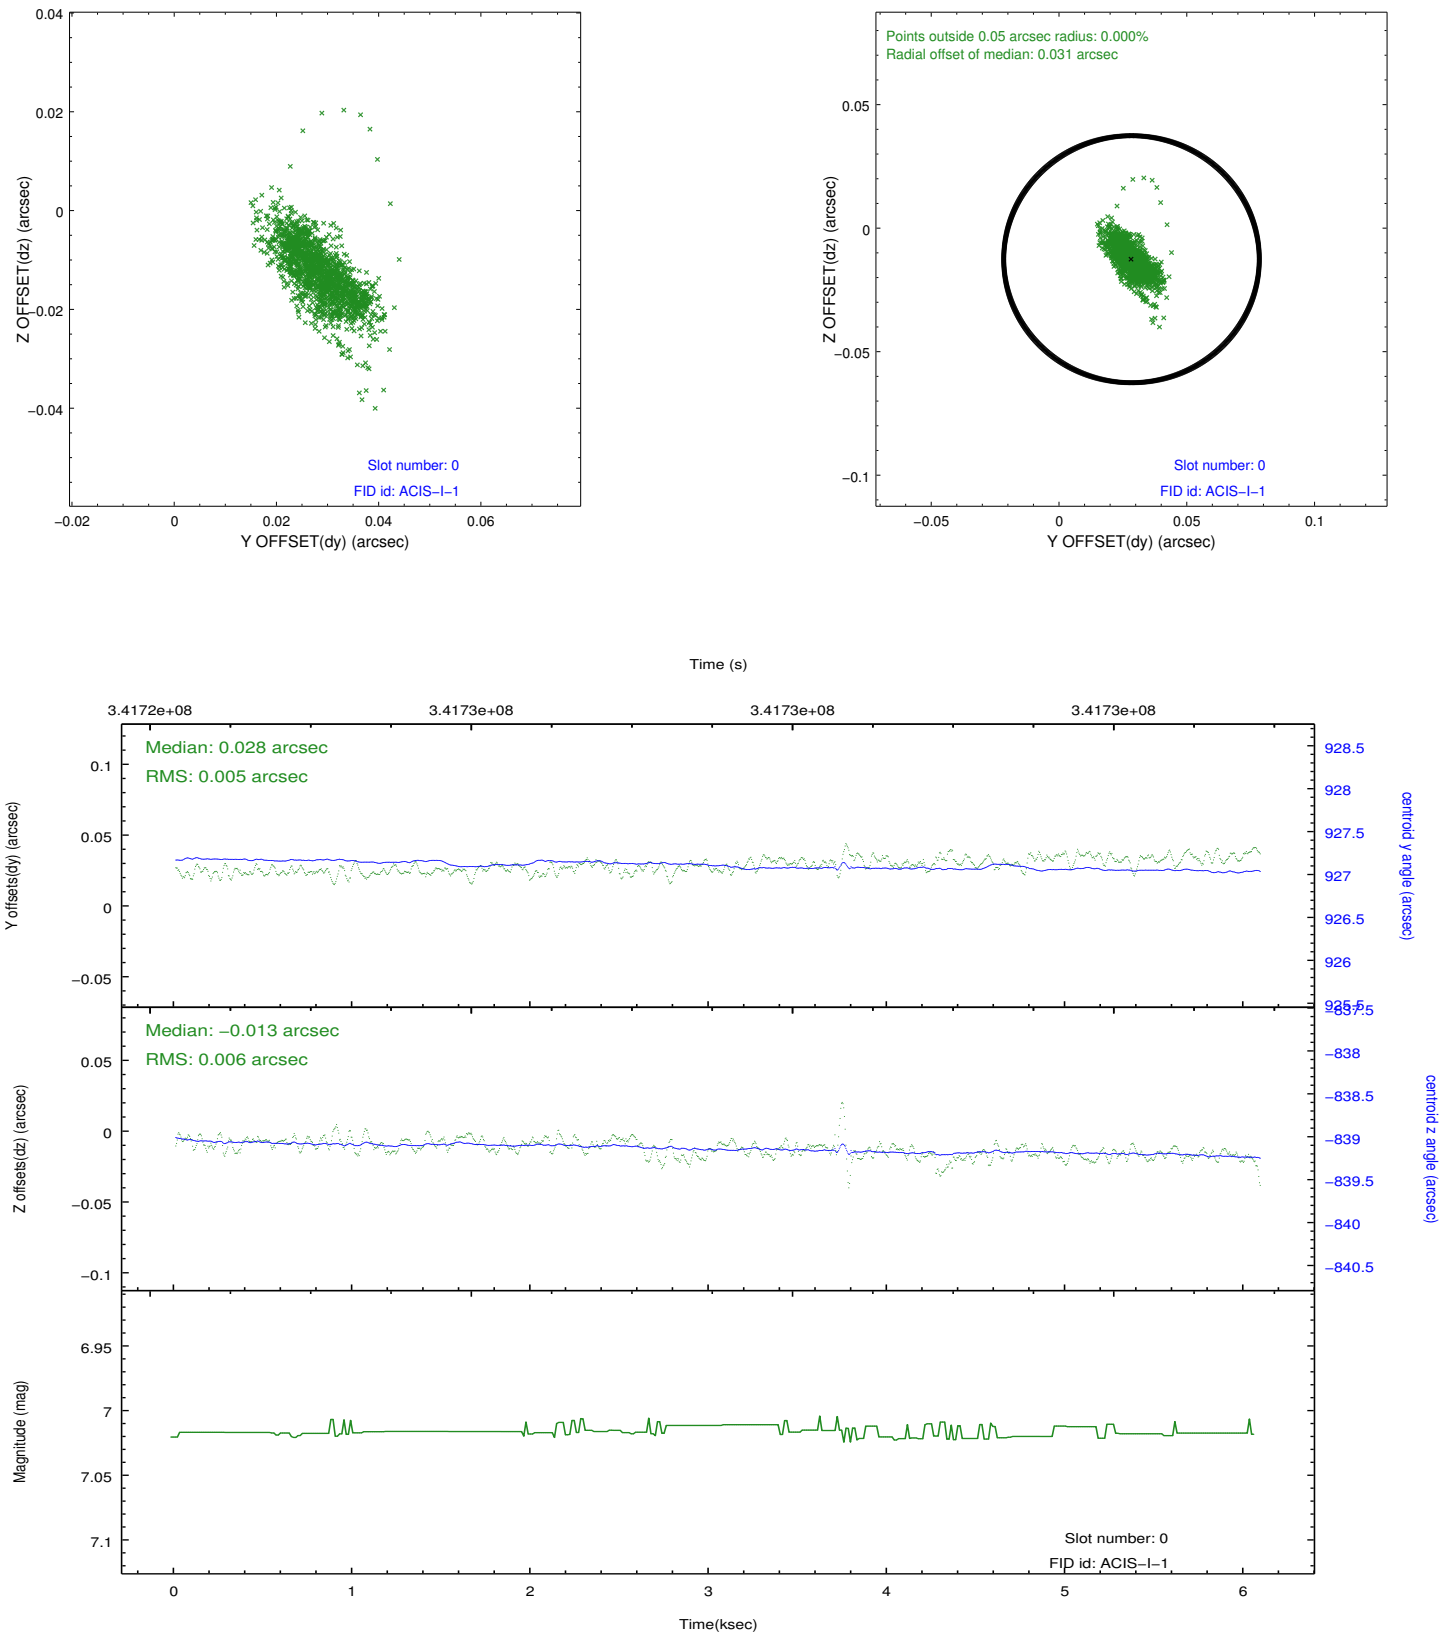 0.04
0.02
0
−0.02
−0.04
Z OFFSET(dz) (arcsec)
Slot number: 0
FID id: ACIS−I−1
−0.02
0
0.02
0.04
0.06
Y OFFSET(dy) (arcsec)
Points outside 0.05 arcsec radius: 0.000%
Radial offset of median: 0.031 arcsec
0.05
0
−0.05
−0.1
Z OFFSET(dz) (arcsec)
Slot number: 0
FID id: ACIS−I−1
−0.05
0
0.05
0.1
Y OFFSET(dy) (arcsec)
Time (s)
3.4172e+08
3.4173e+08
3.4173e+08
3.4173e+08
Median: 0.028 arcsec
RMS: 0.005 arcsec
0.1
0.05
0
−0.05
Y offsets(dy) (arcsec)
928.5
928
927.5
927
926.5
926
925.5
centroid y angle (arcsec)
Median: −0.013 arcsec
RMS: 0.006 arcsec
0.05
0
−0.05
−0.1
Z offsets(dz) (arcsec)
−837.5
−838
−838.5
−839
−839.5
−840
−840.5
centroid z angle (arcsec)
6.95
7
7.05
7.1
Magnitude (mag)
Slot number: 0
FID id: ACIS−I−1
0
1
2
3
4
5
6
Time(ksec)